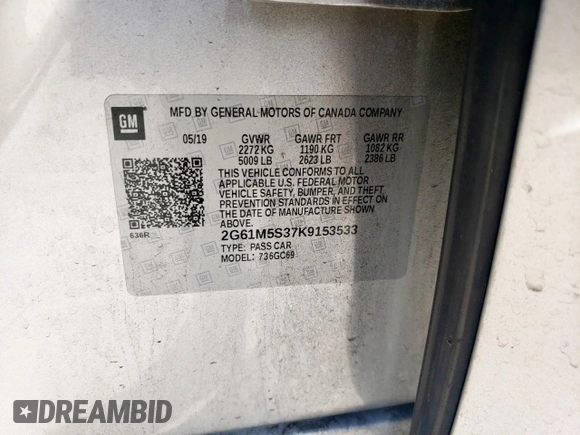 GM
MFD BY GENERAL MOTORS OF CANADA COMPANY
05/19 GVWR GAWR FRT GAWR RR
2272 KG 1190 KG 1082 KG
5009 LB 2623 LB 2386 LB
THIS VEHICLE CONFORMS TO ALL
APPLICABLE U.S. FEDERAL MOTOR
VEHICLE SAFETY, BUMPER, AND THEFT
PREVENTION STANDARDS IN EFFECT ON
THE DATE OF MANUFACTURE SHOWN
ABOVE.
636R
2G61M5S37K9153533
TYPE: PASS CAR
MODEL: 736GC69
DREAMBID